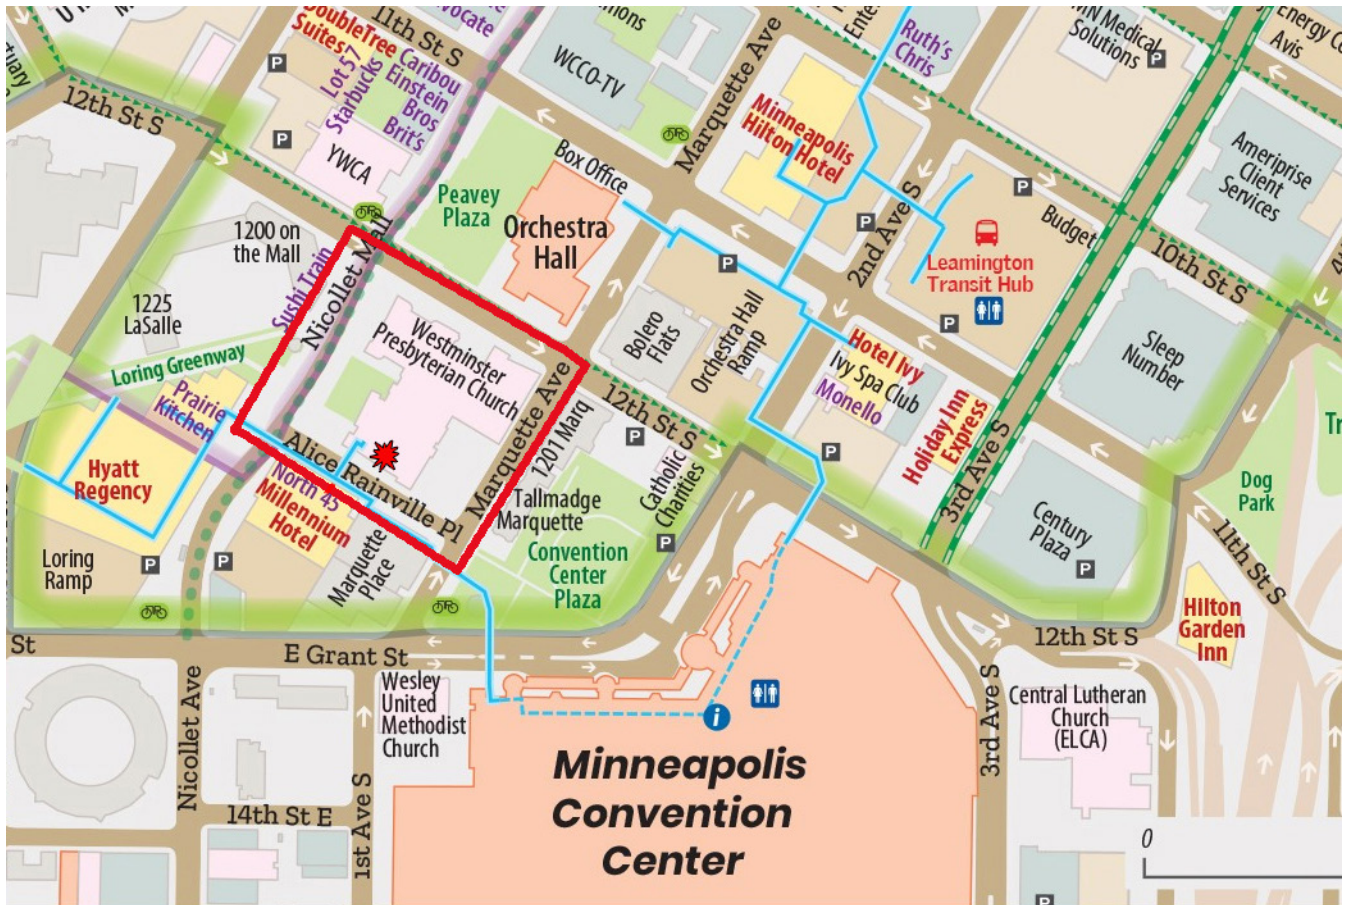 11th St S
DoubleTree
Suites
Lot 57
Starbucks
Caribou
Einstein
Bros
Brit's
YWCA
12th St S
WCCO-TV
Marquette Ave
Minneapolis
Hilton Hotel
Ruth's
Chris
Medical
Solutions
Avis
Ameriprise
Client
Services
Box Office
Peavey
Plaza
Orchestra
Hall
2nd Ave S
Budget
Leamington
Transit Hub
10th St S
1200 on
the Mall
Sushi Train
Nicollet Mall
1225
LaSalle
Loring Greenway
Westminster
Presbyterian Church
Bolero
Flats
Orchestra Hall
Ramp
Hotel Ivy
Ivy Spa Club
Monello
Holiday Inn
Express
3rd Ave S
Sleep
Number
Prairie
Kitchen
Hyatt
Regency
Alice Rainville Pl
Marquette Ave
1201 Marq
12th St S
Catholic
Charities
North 45
Millennium
Hotel
Marquette
Place
Tallmadge
Marquette
Convention
Center
Plaza
Century
Plaza
Dog
Park
11th St S
Loring
Ramp
Hilton
Garden
Inn
12th St S
St
E Grant St
Wesley
United
Methodist
Church
Nicollet Ave
1st Ave S
14th St E
i
3rd Ave S
Central Lutheran
Church
(ELCA)
Minneapolis
Convention
Center
0
P
P
P
P
P
P
P
P
P
P
P
P
P
P